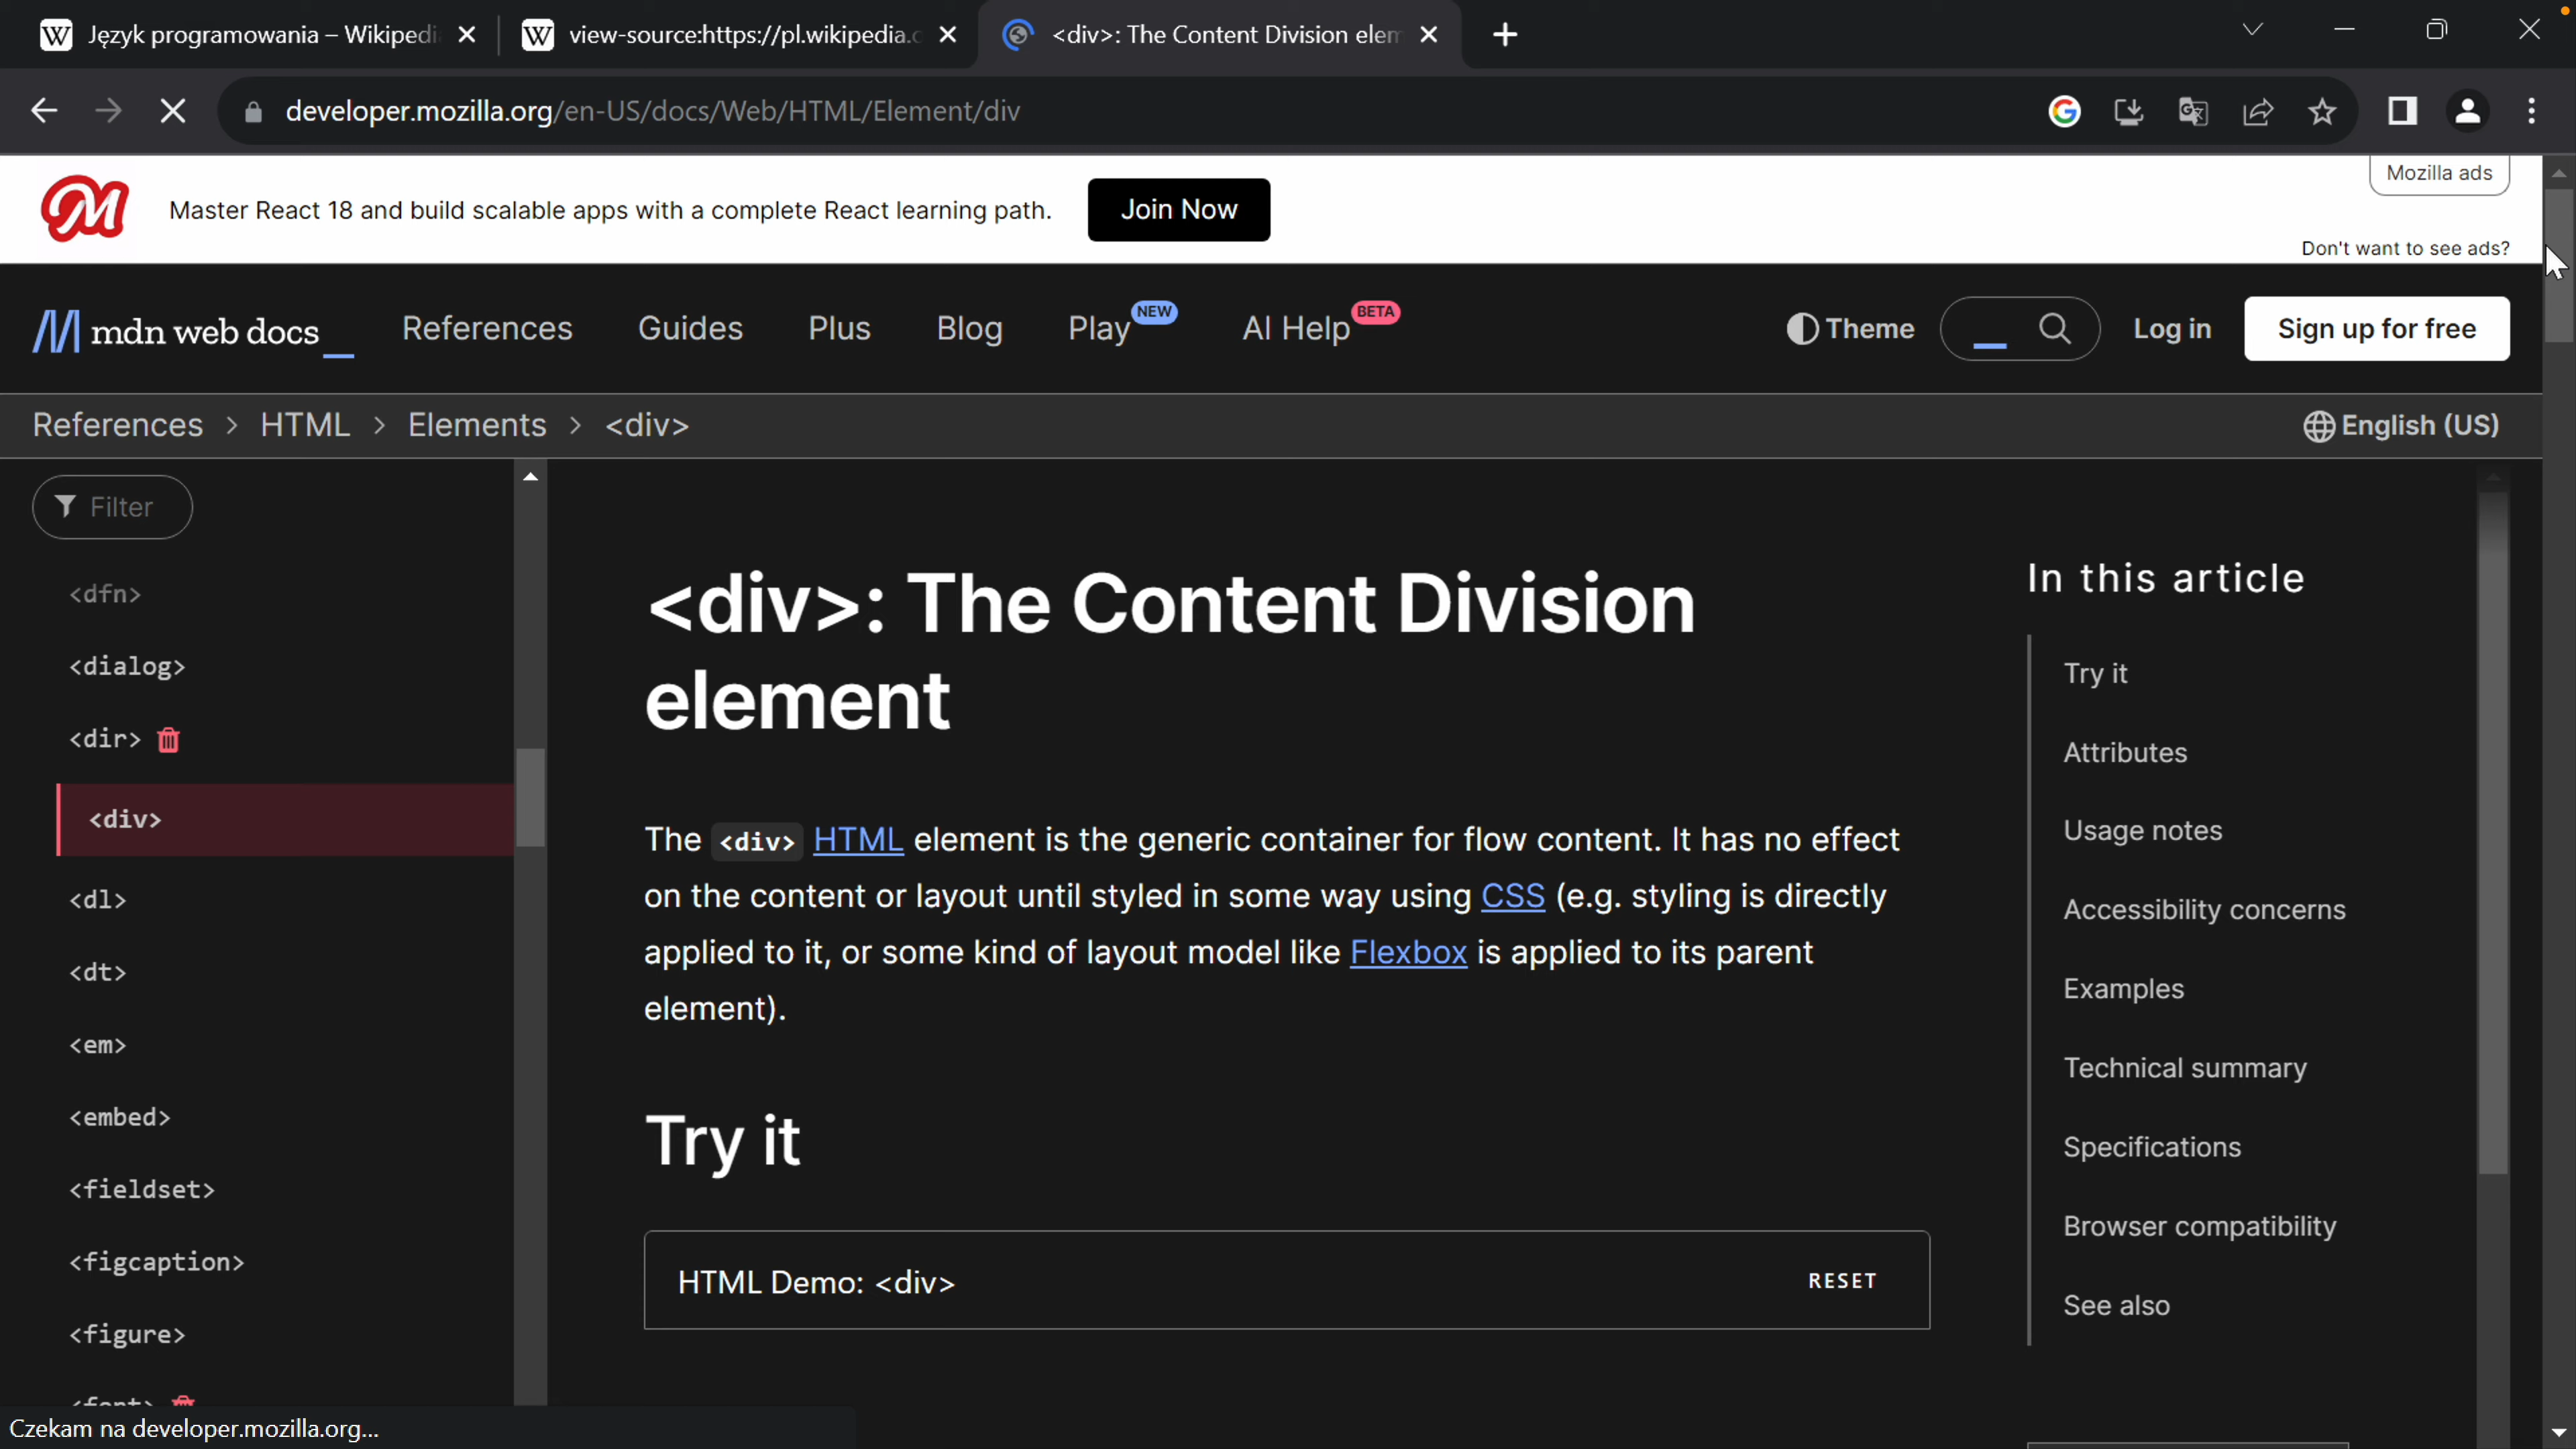 Język programowania – Wikipedi
view-source:https://pl.wikipedia.o
<div>: The Content Division elem
developer.mozilla.org/en-US/docs/Web/HTML/Element/div
Master React 18 and build scalable apps with a complete React learning path.
Join Now
Mozilla ads
Don't want to see ads?
mdn web docs_
References
Guides
Plus
Blog
Play NEW
AI Help BETA
Theme
Log in
Sign up for free
References > HTML > Elements > <div>
English (US)
Filter
<dfn>
<dialog>
<dir>
<div>
<dl>
<dt>
<em>
<embed>
<fieldset>
<figcaption>
<figure>
<div>: The Content Division
element
The <div> HTML element is the generic container for flow content. It has no effect
on the content or layout until styled in some way using CSS (e.g. styling is directly
applied to it, or some kind of layout model like Flexbox is applied to its parent
element).
Try it
HTML Demo: <div>
RESET
In this article
Try it
Attributes
Usage notes
Accessibility concerns
Examples
Technical summary
Specifications
Browser compatibility
See also
Czekam na developer.mozilla.org...